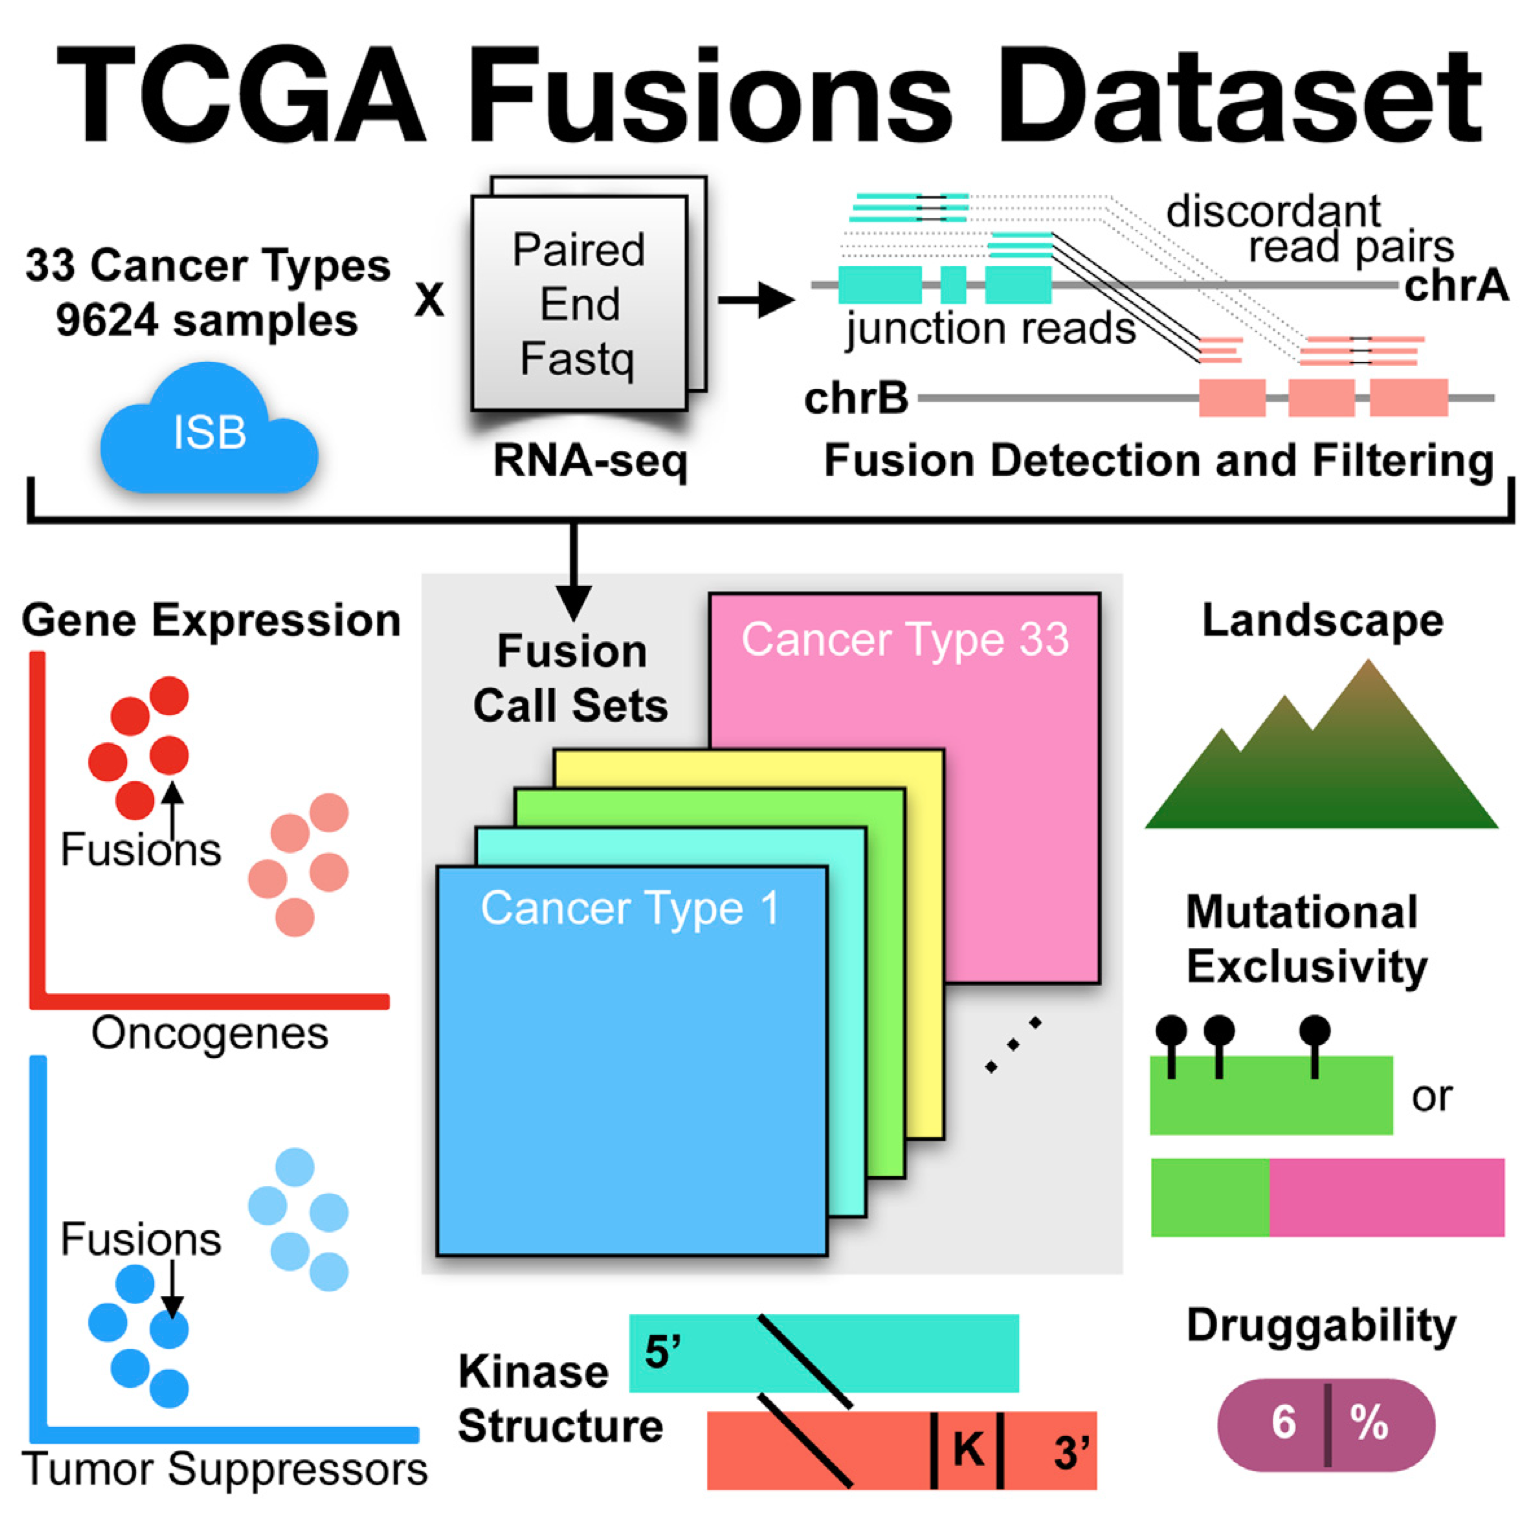 TCGA Fusions Dataset
33 Cancer Types
9624 samples
ISB
X
Paired
End
Fastq
RNA-seq
discordant
read pairs
chrA
junction reads
chrB
Fusion Detection and Filtering
Gene Expression
Fusions
Oncogenes
Fusions
Tumor Suppressors
Fusion
Call Sets
Cancer Type 33
Cancer Type 1
Kinase
Structure
5’
K
3’
Landscape
Mutational
Exclusivity
or
Druggability
6 %